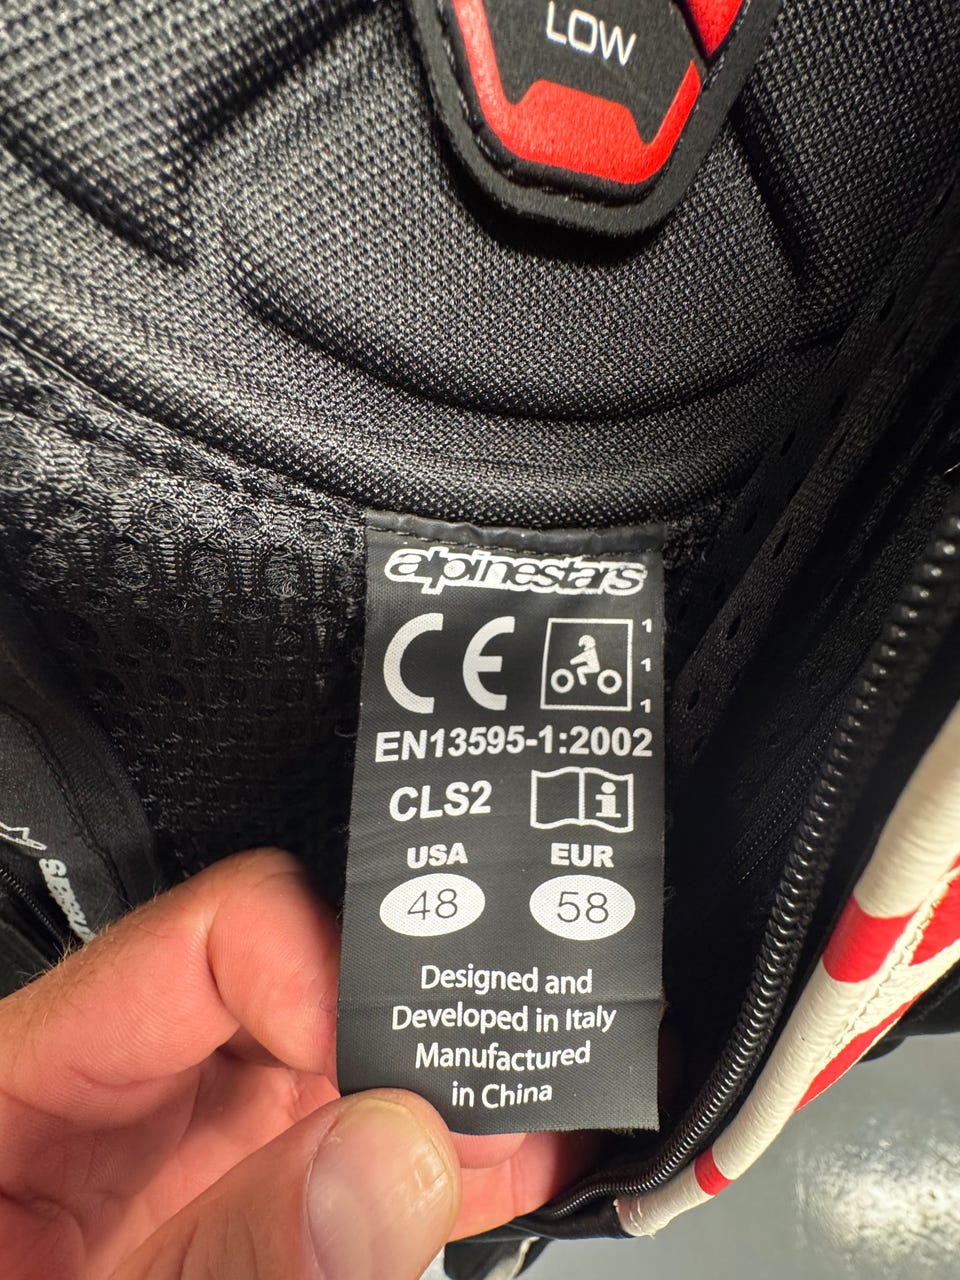 LOW
alpinestars
CE
1
1
1
EN13595-1:2002
CLS2
i
USA EUR
48 58
Designed and
Developed in Italy
Manufactured
in China